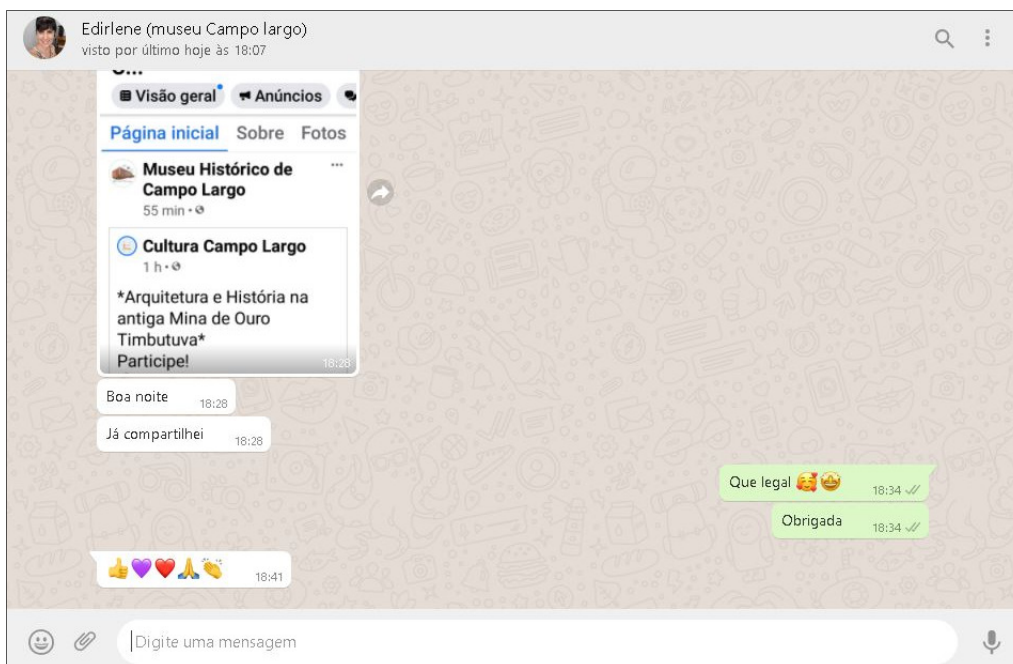 Edirlene (museu Campo largo)
visto por último hoje às 18:07
Visão geral
Anúncios
Página inicial Sobre Fotos
Museu Histórico de
Campo Largo
55 min
Cultura Campo Largo
1 h
*Arquitetura e História na
antiga Mina de Ouro
Timbutuva*
Participe!
18:28
Boa noite 18:28
Já compartilhei 18:28
Que legal 🥰🤩 18:34
Obrigada 18:34
👍💜❤️🙏👏 18:41
Digite uma mensagem